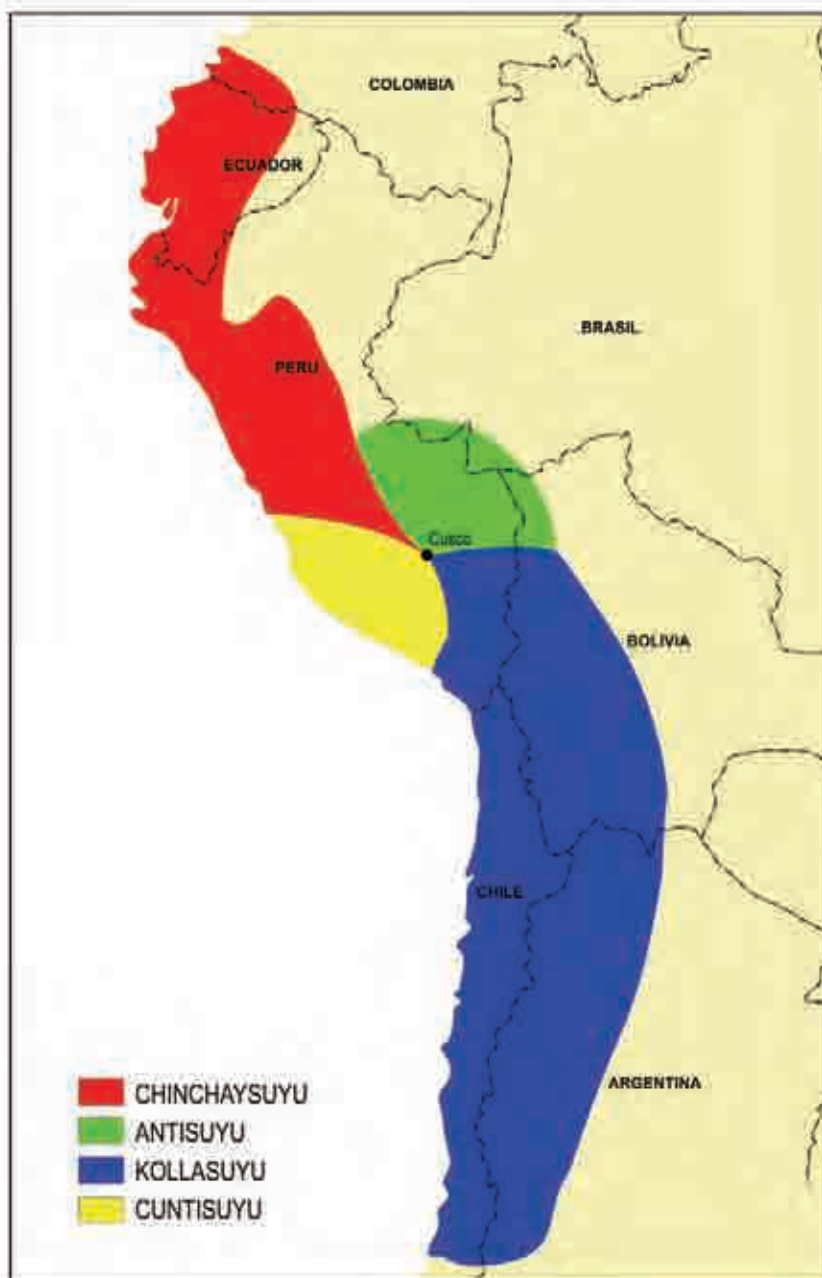 COLOMBIA
ECUADOR
BRASIL
PERU
Cusco
BOLIVIA
CHILE
ARGENTINA
CHINCHAYSUYU
ANTISUYU
KOLLASUYU
CUNTISUYU